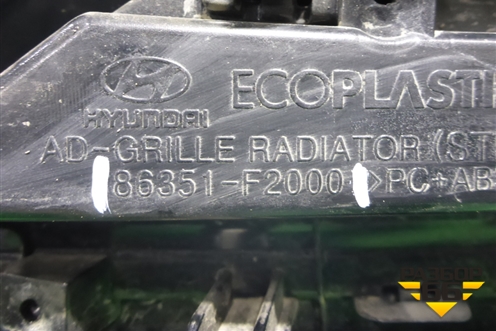 HYUNDAI ECOPLASTI
AD-GRILLE RADIATOR (ST
86351-F2000 >PC+AB